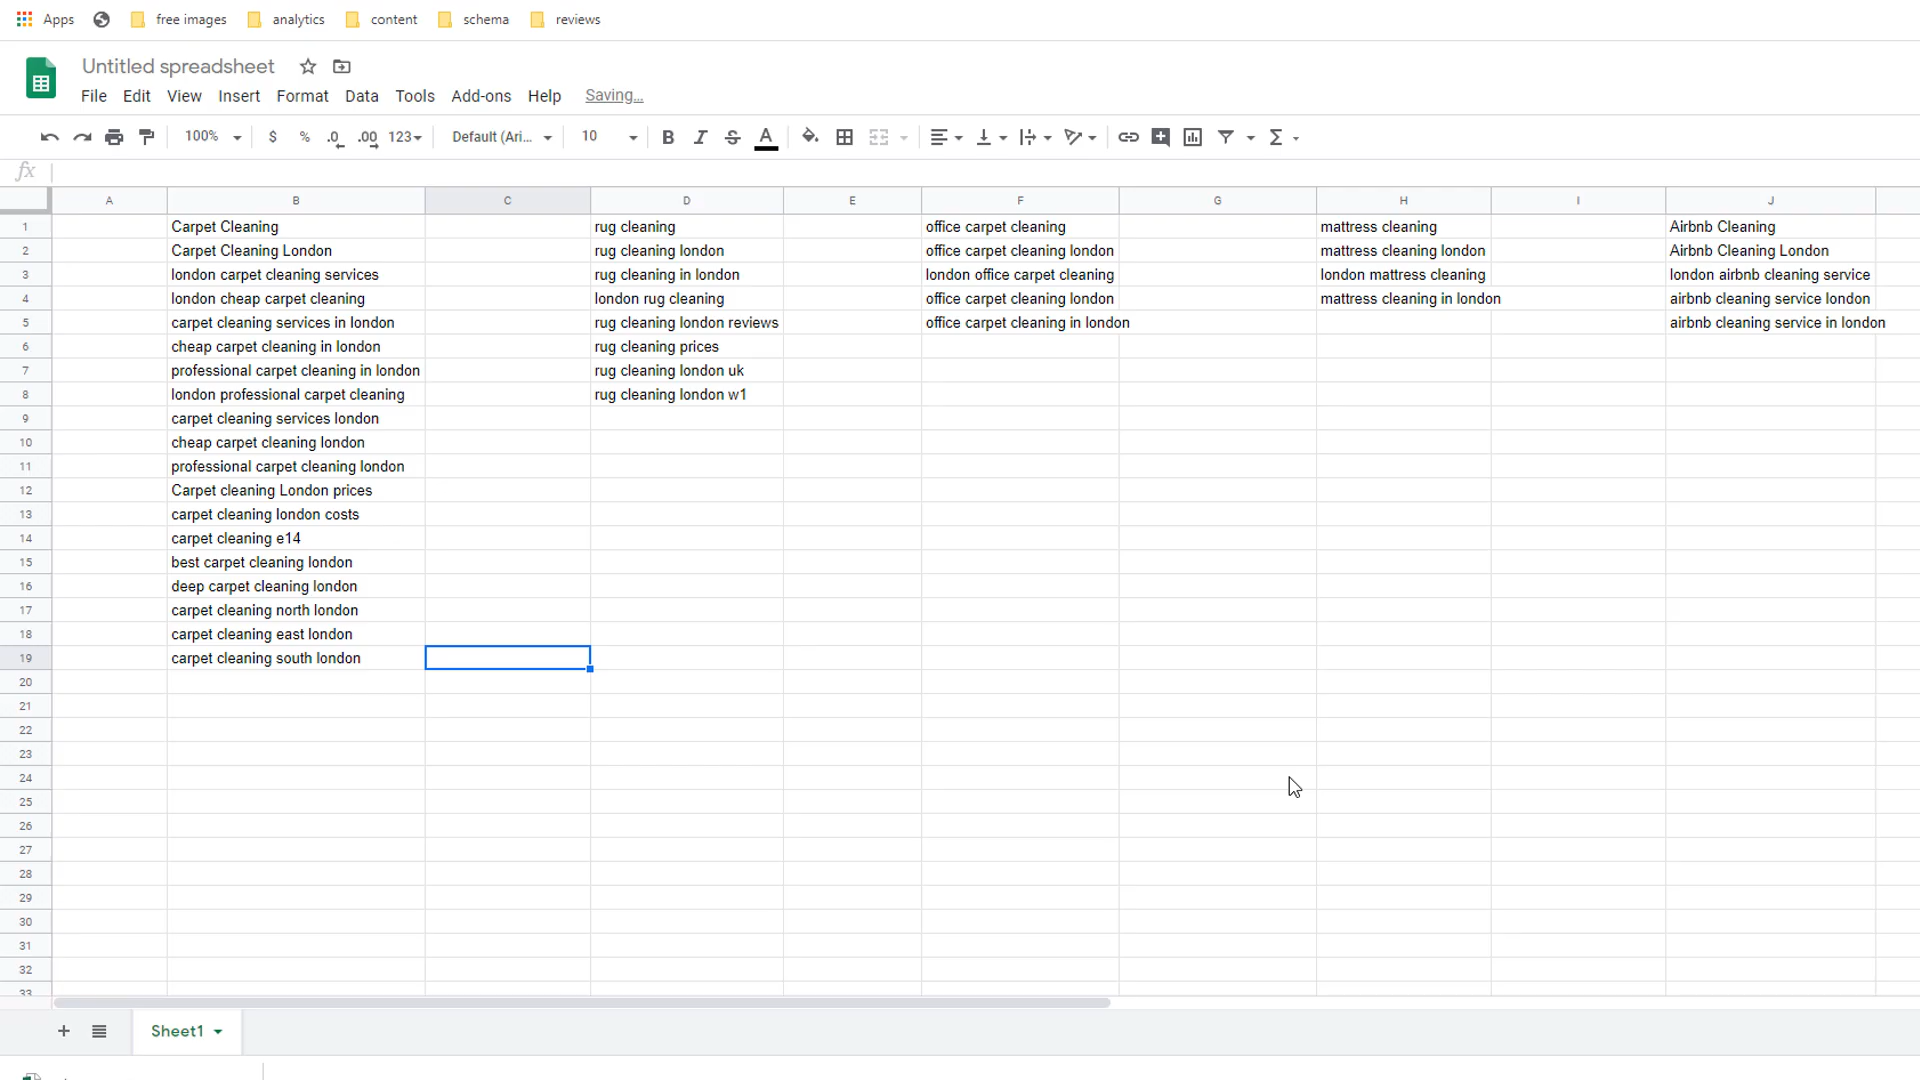 Apps free images analytics content schema reviews
Untitled spreadsheet
File Edit View Insert Format Data Tools Add-ons Help Saving...
100% $ % .0 .00 123 Default (Ari... 10 B I S A Σ
fx
A B C D E F G H I J
1 Carpet Cleaning rug cleaning office carpet cleaning mattress cleaning Airbnb Cleaning
2 Carpet Cleaning London rug cleaning london office carpet cleaning london mattress cleaning london Airbnb Cleaning London
3 london carpet cleaning services rug cleaning in london london office carpet cleaning london mattress cleaning london airbnb cleaning service
4 london cheap carpet cleaning london rug cleaning office carpet cleaning london mattress cleaning in london airbnb cleaning service london
5 carpet cleaning services in london rug cleaning london reviews office carpet cleaning in london airbnb cleaning service in london
6 cheap carpet cleaning in london rug cleaning prices
7 professional carpet cleaning in london rug cleaning london uk
8 london professional carpet cleaning rug cleaning london w1
9 carpet cleaning services london
10 cheap carpet cleaning london
11 professional carpet cleaning london
12 Carpet cleaning London prices
13 carpet cleaning london costs
14 carpet cleaning e14
15 best carpet cleaning london
16 deep carpet cleaning london
17 carpet cleaning north london
18 carpet cleaning east london
19 carpet cleaning south london
20
21
22
23
24
25
26
27
28
29
30
31
32
33
+ Sheet1